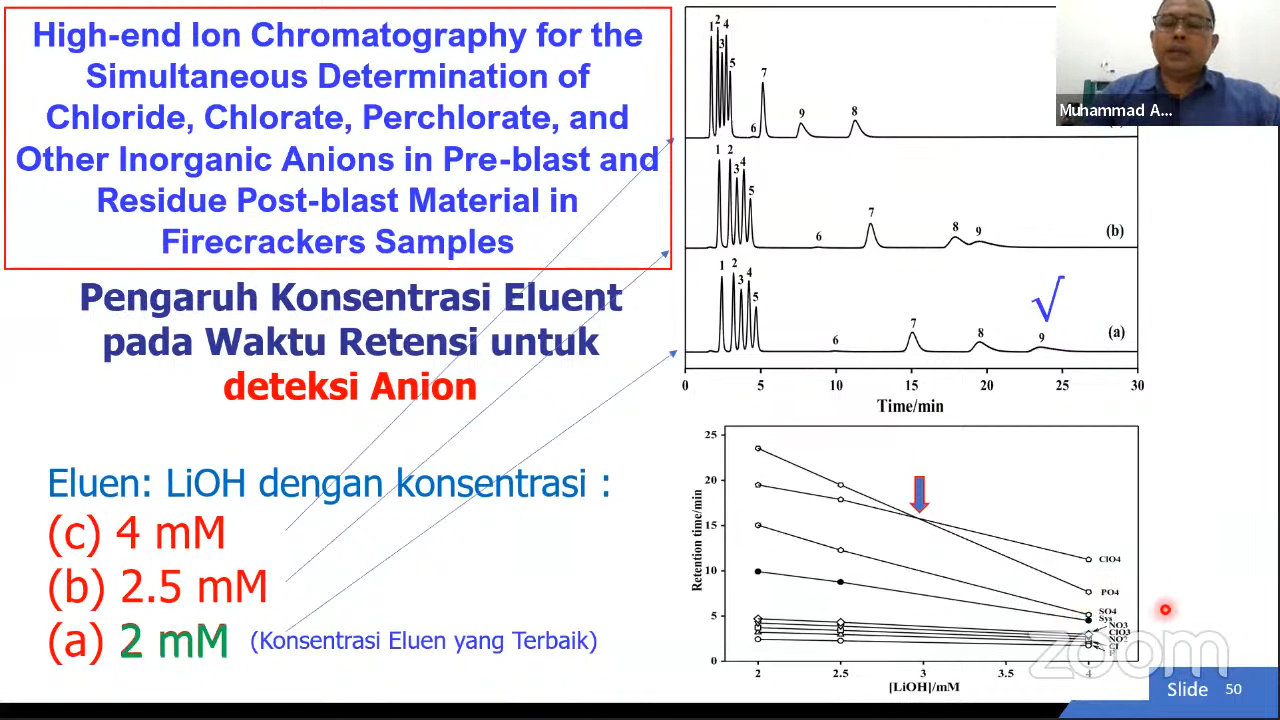 High-end Ion Chromatography for the
Simultaneous Determination of
Chloride, Chlorate, Perchlorate, and
Other Inorganic Anions in Pre-blast and
Residue Post-blast Material in
Firecrackers Samples
Pengaruh Konsentrasi Eluent
pada Waktu Retensi untuk
deteksi Anion
Eluen: LiOH dengan konsentrasi :
(c) 4 mM
(b) 2.5 mM
(a) 2 mM (Konsentrasi Eluen yang Terbaik)
1 2 3 4 5 6 7 9 8
1 2 3 4 5 6 7 8 9
(b)
1 2 3 4 5 6 7 8 9
√
(a)
0 5 10 15 20 25 30
Time/min
Muhammad A...
25
20
15
10
5
0
Retention time/min
ClO4
PO4
SO4
Sys
NO3
ClO3
NO2
Cl
2 2.5 3 3.5 4
[LiOH]/mM
zoom
Slide 50